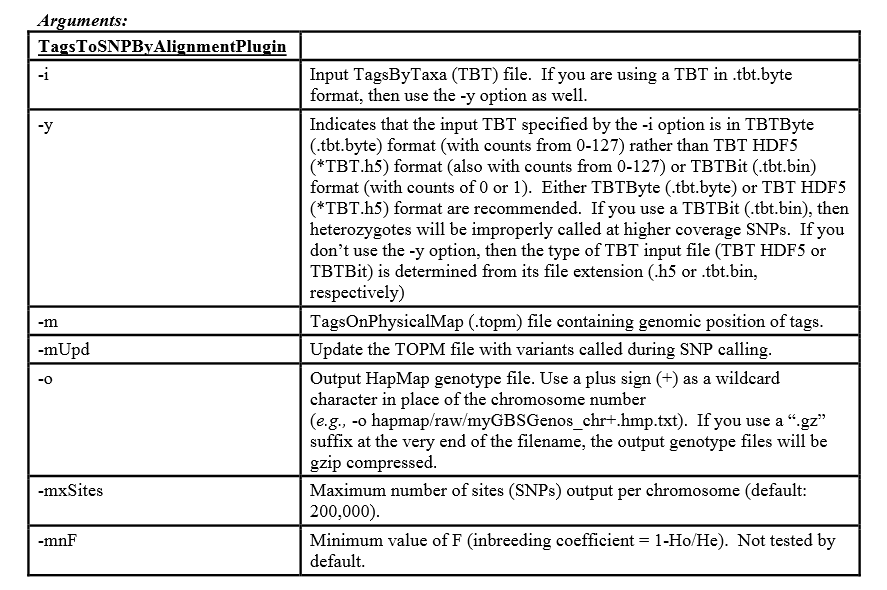 Arguments:
TagsToSNPByAlignmentPlugin
-i
Input TagsByTaxa (TBT) file.  If you are using a TBT in .tbt.byte
format, then use the -y option as well.
-y
Indicates that the input TBT specified by the -i option is in TBTByte
(.tbt.byte) format (with counts from 0-127) rather than TBT HDF5
(*TBT.h5) format (also with counts from 0-127) or TBTBit (.tbt.bin)
format (with counts of 0 or 1).  Either TBTByte (.tbt.byte) or TBT HDF5
(*TBT.h5) format are recommended.  If you use a TBTBit (.tbt.bin), then
heterozygotes will be improperly called at higher coverage SNPs.  If you
don’t use the -y option, then the type of TBT input file (TBT HDF5 or
TBTBit) is determined from its file extension (.h5 or .tbt.bin,
respectively)
-m
TagsOnPhysicalMap (.topm) file containing genomic position of tags.
-mUpd
Update the TOPM file with variants called during SNP calling.
-o
Output HapMap genotype file. Use a plus sign (+) as a wildcard
character in place of the chromosome number
(e.g., -o hapmap/raw/myGBSGenos_chr+.hmp.txt).  If you use a “.gz”
suffix at the very end of the filename, the output genotype files will be
gzip compressed.
-mxSites
Maximum number of sites (SNPs) output per chromosome (default:
200,000).
-mnF
Minimum value of F (inbreeding coefficient = 1-Ho/He).  Not tested by
default.